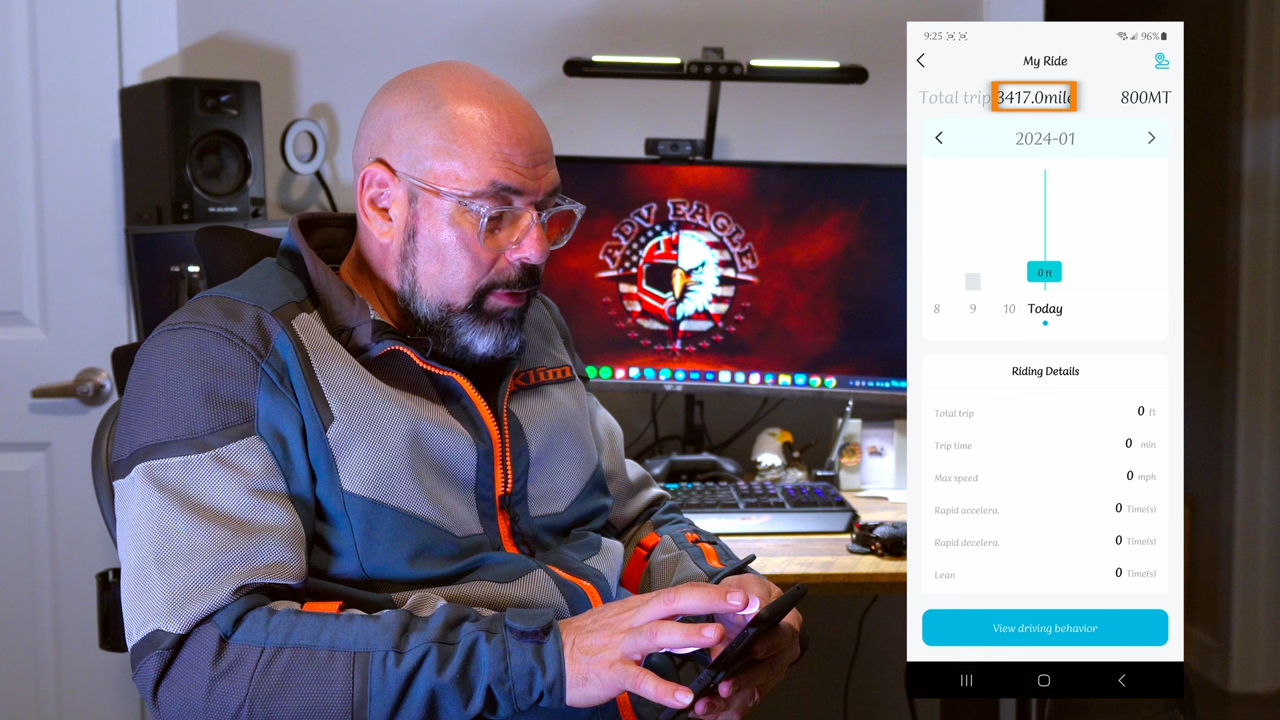 ADV EAGLE
Klim
9:25
96%
My Ride
Total trip 3417.0mile
800MT
2024-01
0 ft
8 9 10 Today
Riding Details
Total trip 0 ft
Trip time 0 min
Max speed 0 mph
Rapid accelera. 0 Time(s)
Rapid decelera. 0 Time(s)
Lean 0 Time(s)
View driving behavior